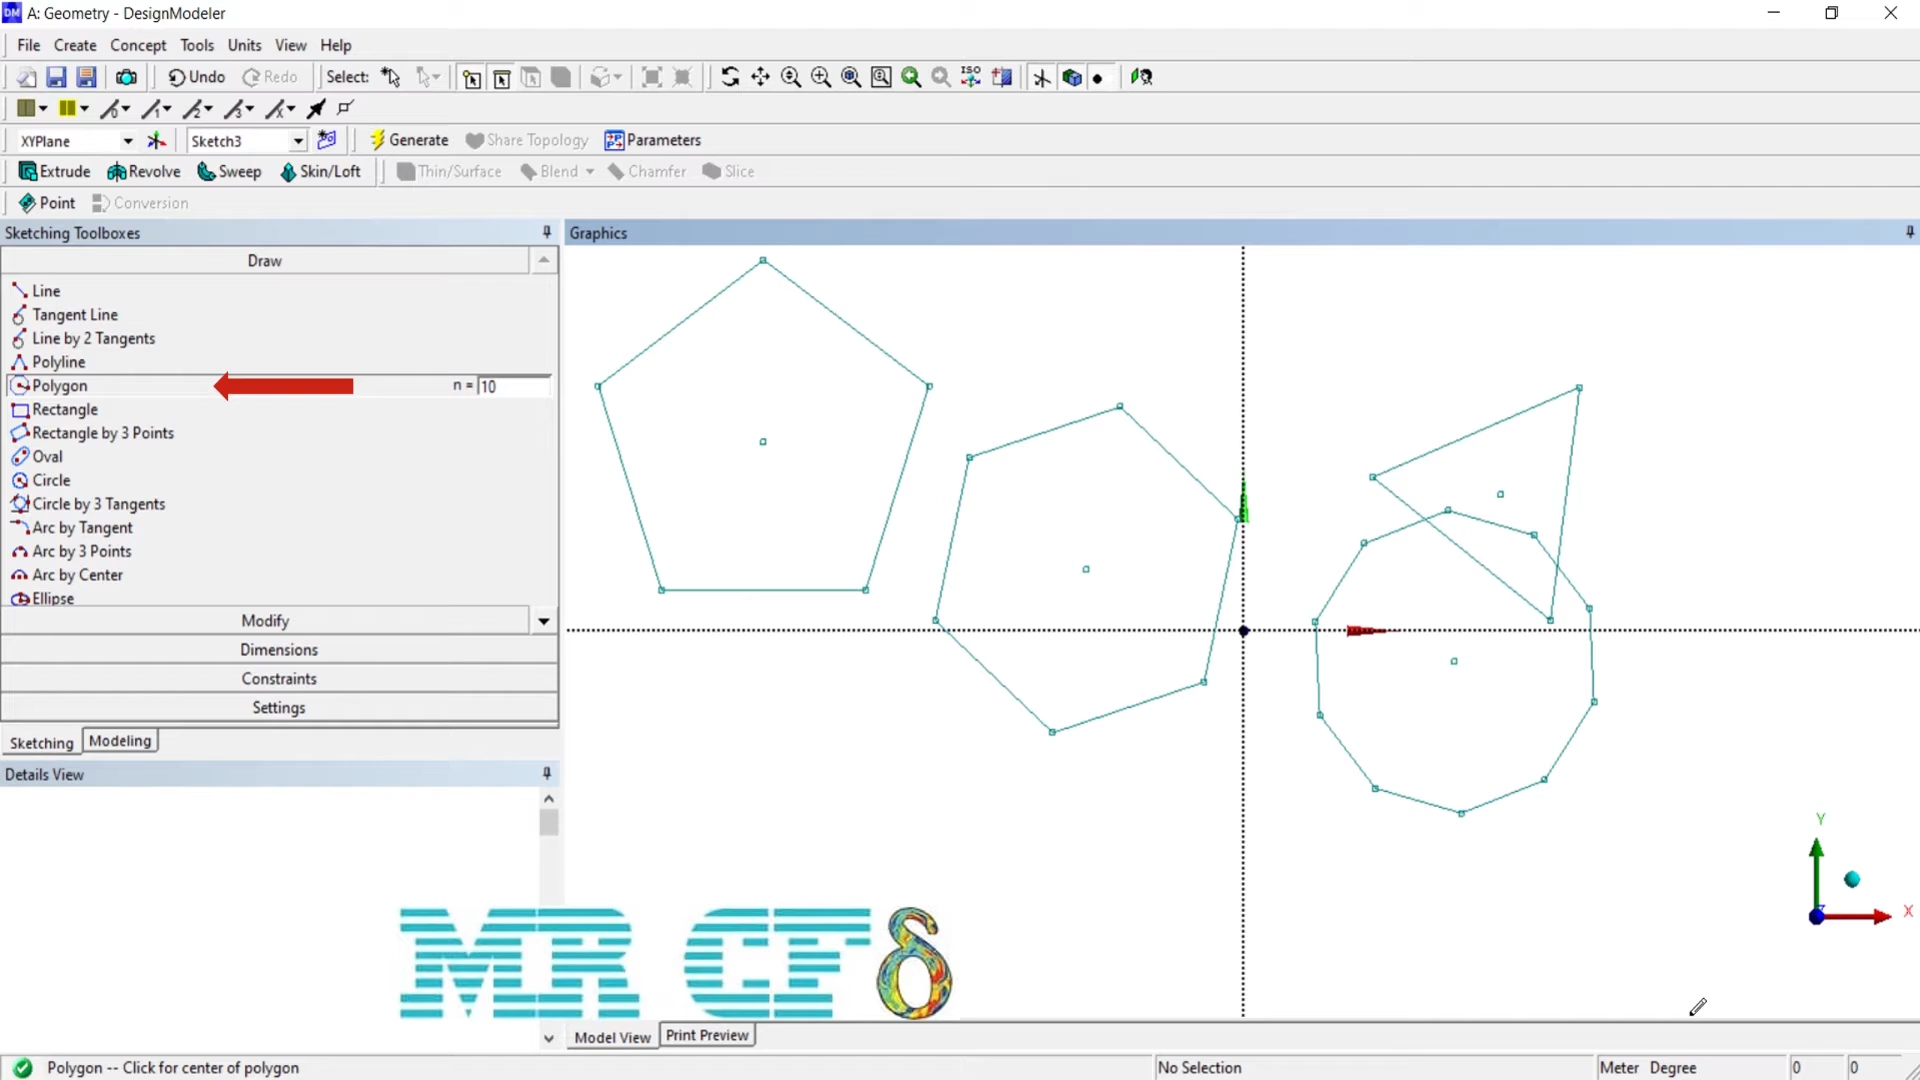 DM A: Geometry - DesignModeler
File Create Concept Tools Units View Help
Undo Redo Select: ISO
XYPlane Sketch3 Generate Share Topology Parameters
Extrude Revolve Sweep Skin/Loft Thin/Surface Blend Chamfer Slice
Point Conversion
Sketching Toolboxes
Draw
Line
Tangent Line
Line by 2 Tangents
Polyline
Polygon n = 10
Rectangle
Rectangle by 3 Points
Oval
Circle
Circle by 3 Tangents
Arc by Tangent
Arc by 3 Points
Arc by Center
Ellipse
Modify
Dimensions
Constraints
Settings
Sketching Modeling
Details View
Graphics
Y
X
MR CFδ
Model View Print Preview
Polygon -- Click for center of polygon No Selection Meter Degree 0 0